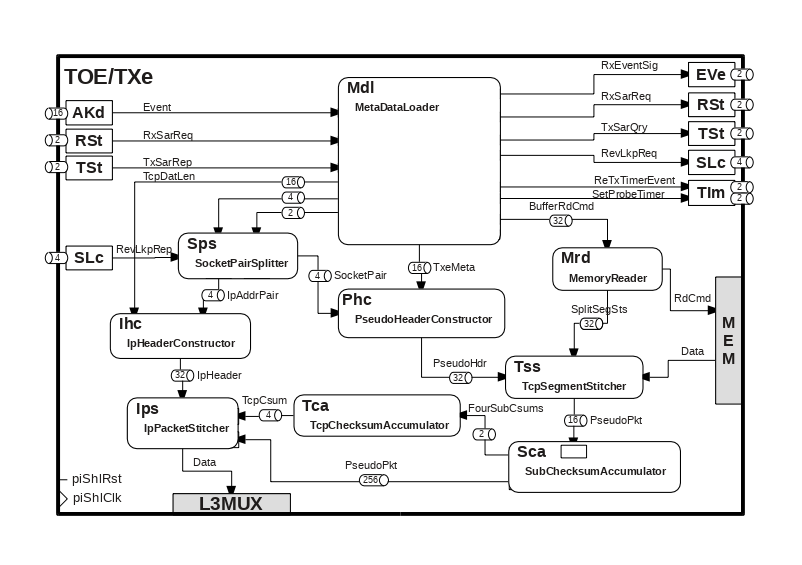 TOE/TXe
Mdl
MetaDataLoader
RxEventSig
EVe
2
16
AKd
Event
RxSarReq
RSt
2
2
RSt
RxSarReq
TxSarQry
TSt
2
2
TSt
TxSarRep
RevLkpReq
SLc
4
TcpDatLen
16
ReTxTimerEvent
TIm
2
SetProbeTimer
2
4
2
BufferRdCmd
32
4
SLc
RevLkpRep
Sps
SocketPairSplitter
4
SocketPair
16
TxeMeta
Mrd
MemoryReader
RdCmd
4
IpAddrPair
Phc
PseudoHeaderConstructor
SplitSegSts
32
MEM
Ihc
IpHeaderConstructor
PseudoHdr
32
Tss
TcpSegmentStitcher
Data
32
IpHeader
Ips
IpPacketStitcher
TcpCsum
4
Tca
TcpChecksumAccumulator
FourSubCsums
2
16
PseudoPkt
Sca
SubChecksumAccumulator
Data
PseudoPkt
256
piShlRst
piShlClk
L3MUX